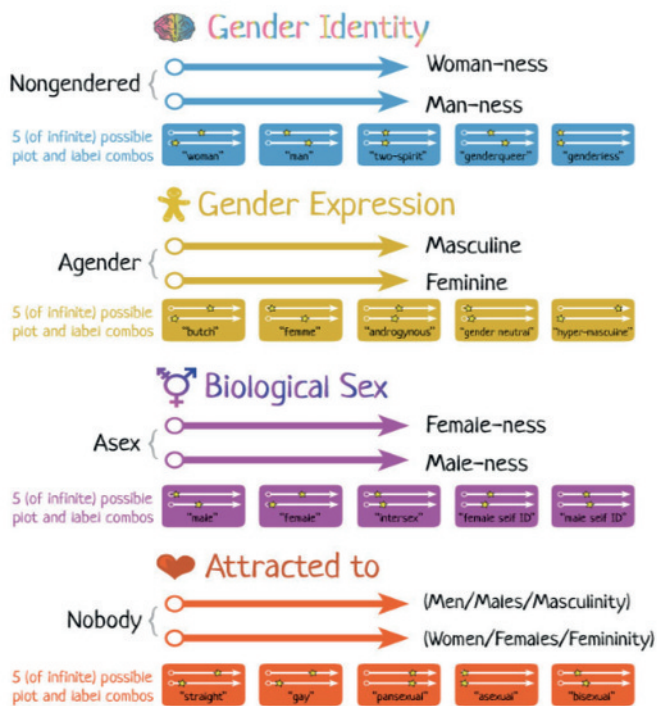 Gender Identity
Nongendered
Woman-ness
Man-ness
5 (of infinite) possible
plot and label combos
"woman"
"man"
"two-spirit"
"genderqueer"
"genderless"
Gender Expression
Agender
Masculine
Feminine
5 (of infinite) possible
plot and label combos
"butch"
"femme"
"androgynous"
"gender neutral"
"hyper-masculine"
Biological Sex
Asex
Female-ness
Male-ness
5 (of infinite) possible
plot and label combos
"male"
"female"
"intersex"
"female self ID"
"male self ID"
Attracted to
Nobody
(Men/Males/Masculinity)
(Women/Females/Femininity)
5 (of infinite) possible
plot and label combos
"straight"
"gay"
"pansexual"
"asexual"
"bisexual"